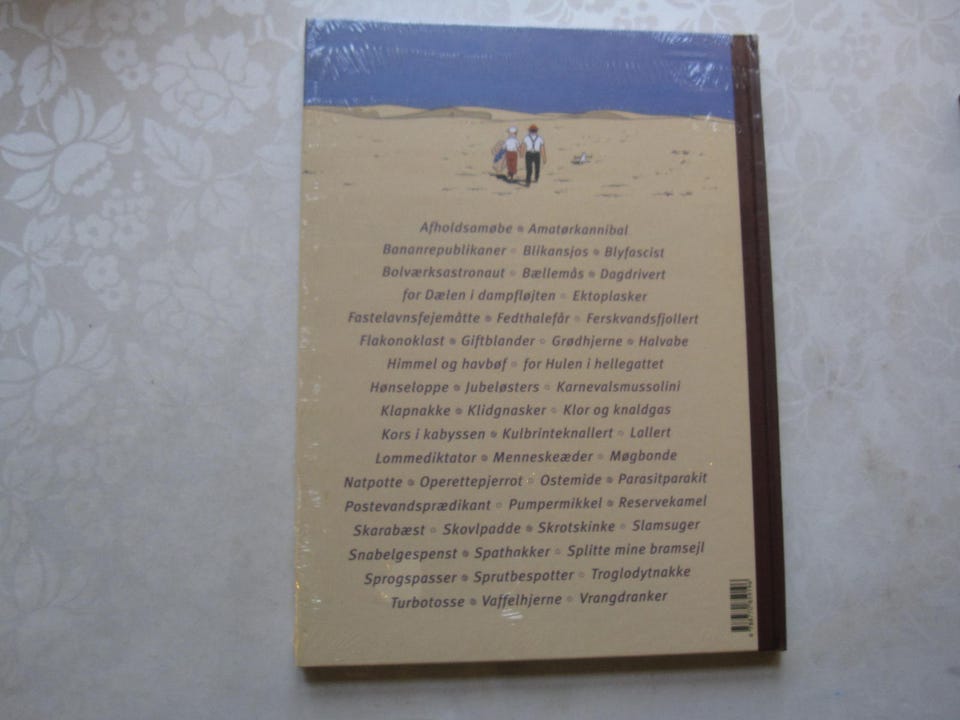 Afholdsamøbe • Amatørkannibal
Bananrepublikaner • Blikansjos • Blyfascist
Bolværksastronaut • Bællemås • Dagdrivert
for Dælen i dampfløjten • Ektoplasker
Fastelavnsfejemåtte • Fedthalefår • Ferskvandsfjollert
Flakonoklast • Giftblander • Grødhjerne • Halvabe
Himmel og havbøf • for Hulen i hellegattet
Hønseloppe • Jubeløsters • Karnevalsmussolini
Klapnakke • Klidgnasker • Klor og knaldgas
Kors i kabyssen • Kulbrinteknallert • Lallert
Lommediktator • Menneskeæder • Møgbonde
Natpotte • Operettepjerrot • Ostemide • Parasitparakit
Postevandsprædikant • Pumpermikkel • Reservekamel
Skarabæst • Skovlpadde • Skrotskinke • Slamsuger
Snabelgespenst • Spathakker • Splitte mine bramsejl
Sprogspasser • Sprutbespotter • Troglodytnakke
Turbotosse • Vaffelhjerne • Vrangdranker